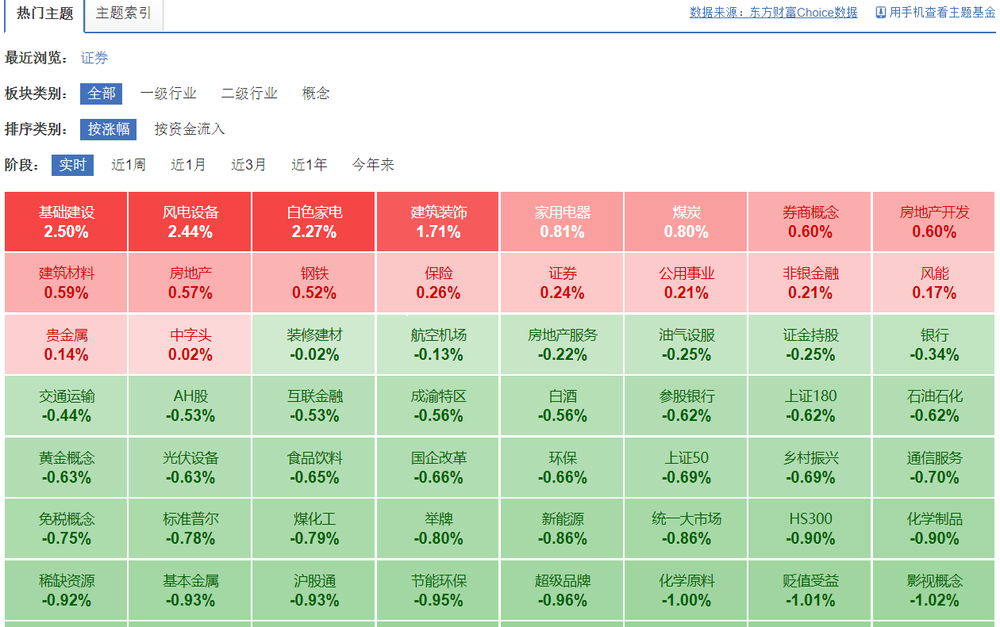 热门主题 主题索引 数据来源：东方财富Choice数据 用手机查看主题基金
最近浏览： 证券
板块类别： 全部 一级行业 二级行业 概念
排序类别： 按涨幅 按资金流入
阶段： 实时 近1周 近1月 近3月 近1年 今年来
基础建设 风电设备 白色家电 建筑装饰 家用电器 煤炭 券商概念 房地产开发
2.50% 2.44% 2.27% 1.71% 0.81% 0.80% 0.60% 0.60%
建筑材料 房地产 钢铁 保险 证券 公用事业 非银金融 风能
0.59% 0.57% 0.52% 0.26% 0.24% 0.21% 0.21% 0.17%
贵金属 中字头 装修建材 航空机场 房地产服务 油气设服 证金持股 银行
0.14% 0.02% -0.02% -0.13% -0.22% -0.25% -0.25% -0.34%
交通运输 AH股 互联金融 成渝特区 白酒 参股银行 上证180 石油石化
-0.44% -0.53% -0.53% -0.56% -0.56% -0.62% -0.62% -0.62%
黄金概念 光伏设备 食品饮料 国企改革 环保 上证50 乡村振兴 通信服务
-0.63% -0.63% -0.65% -0.66% -0.66% -0.69% -0.69% -0.70%
免税概念 标准普尔 煤化工 举牌 新能源 统一大市场 HS300 化学制品
-0.75% -0.78% -0.79% -0.80% -0.86% -0.86% -0.90% -0.90%
稀缺资源 基本金属 沪股通 节能环保 超级品牌 化学原料 贬值受益 影视概念
-0.92% -0.93% -0.93% -0.95% -0.96% -1.00% -1.01% -1.02%